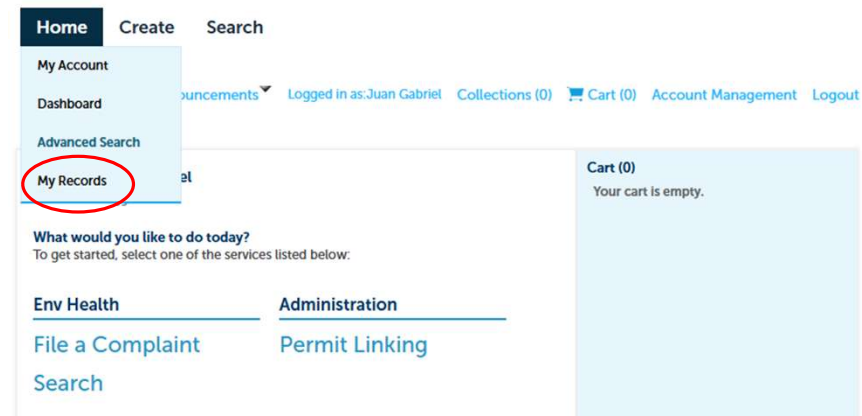 Home Create Search
My Account
Dashboard
Advanced Search
My Records
uncements Logged in as:Juan Gabriel Collections (0) Cart (0) Account Management Logout
el
What would you like to do today?
To get started, select one of the services listed below:
Env Health Administration
File a Complaint Permit Linking
Search
Cart (0)
Your cart is empty.